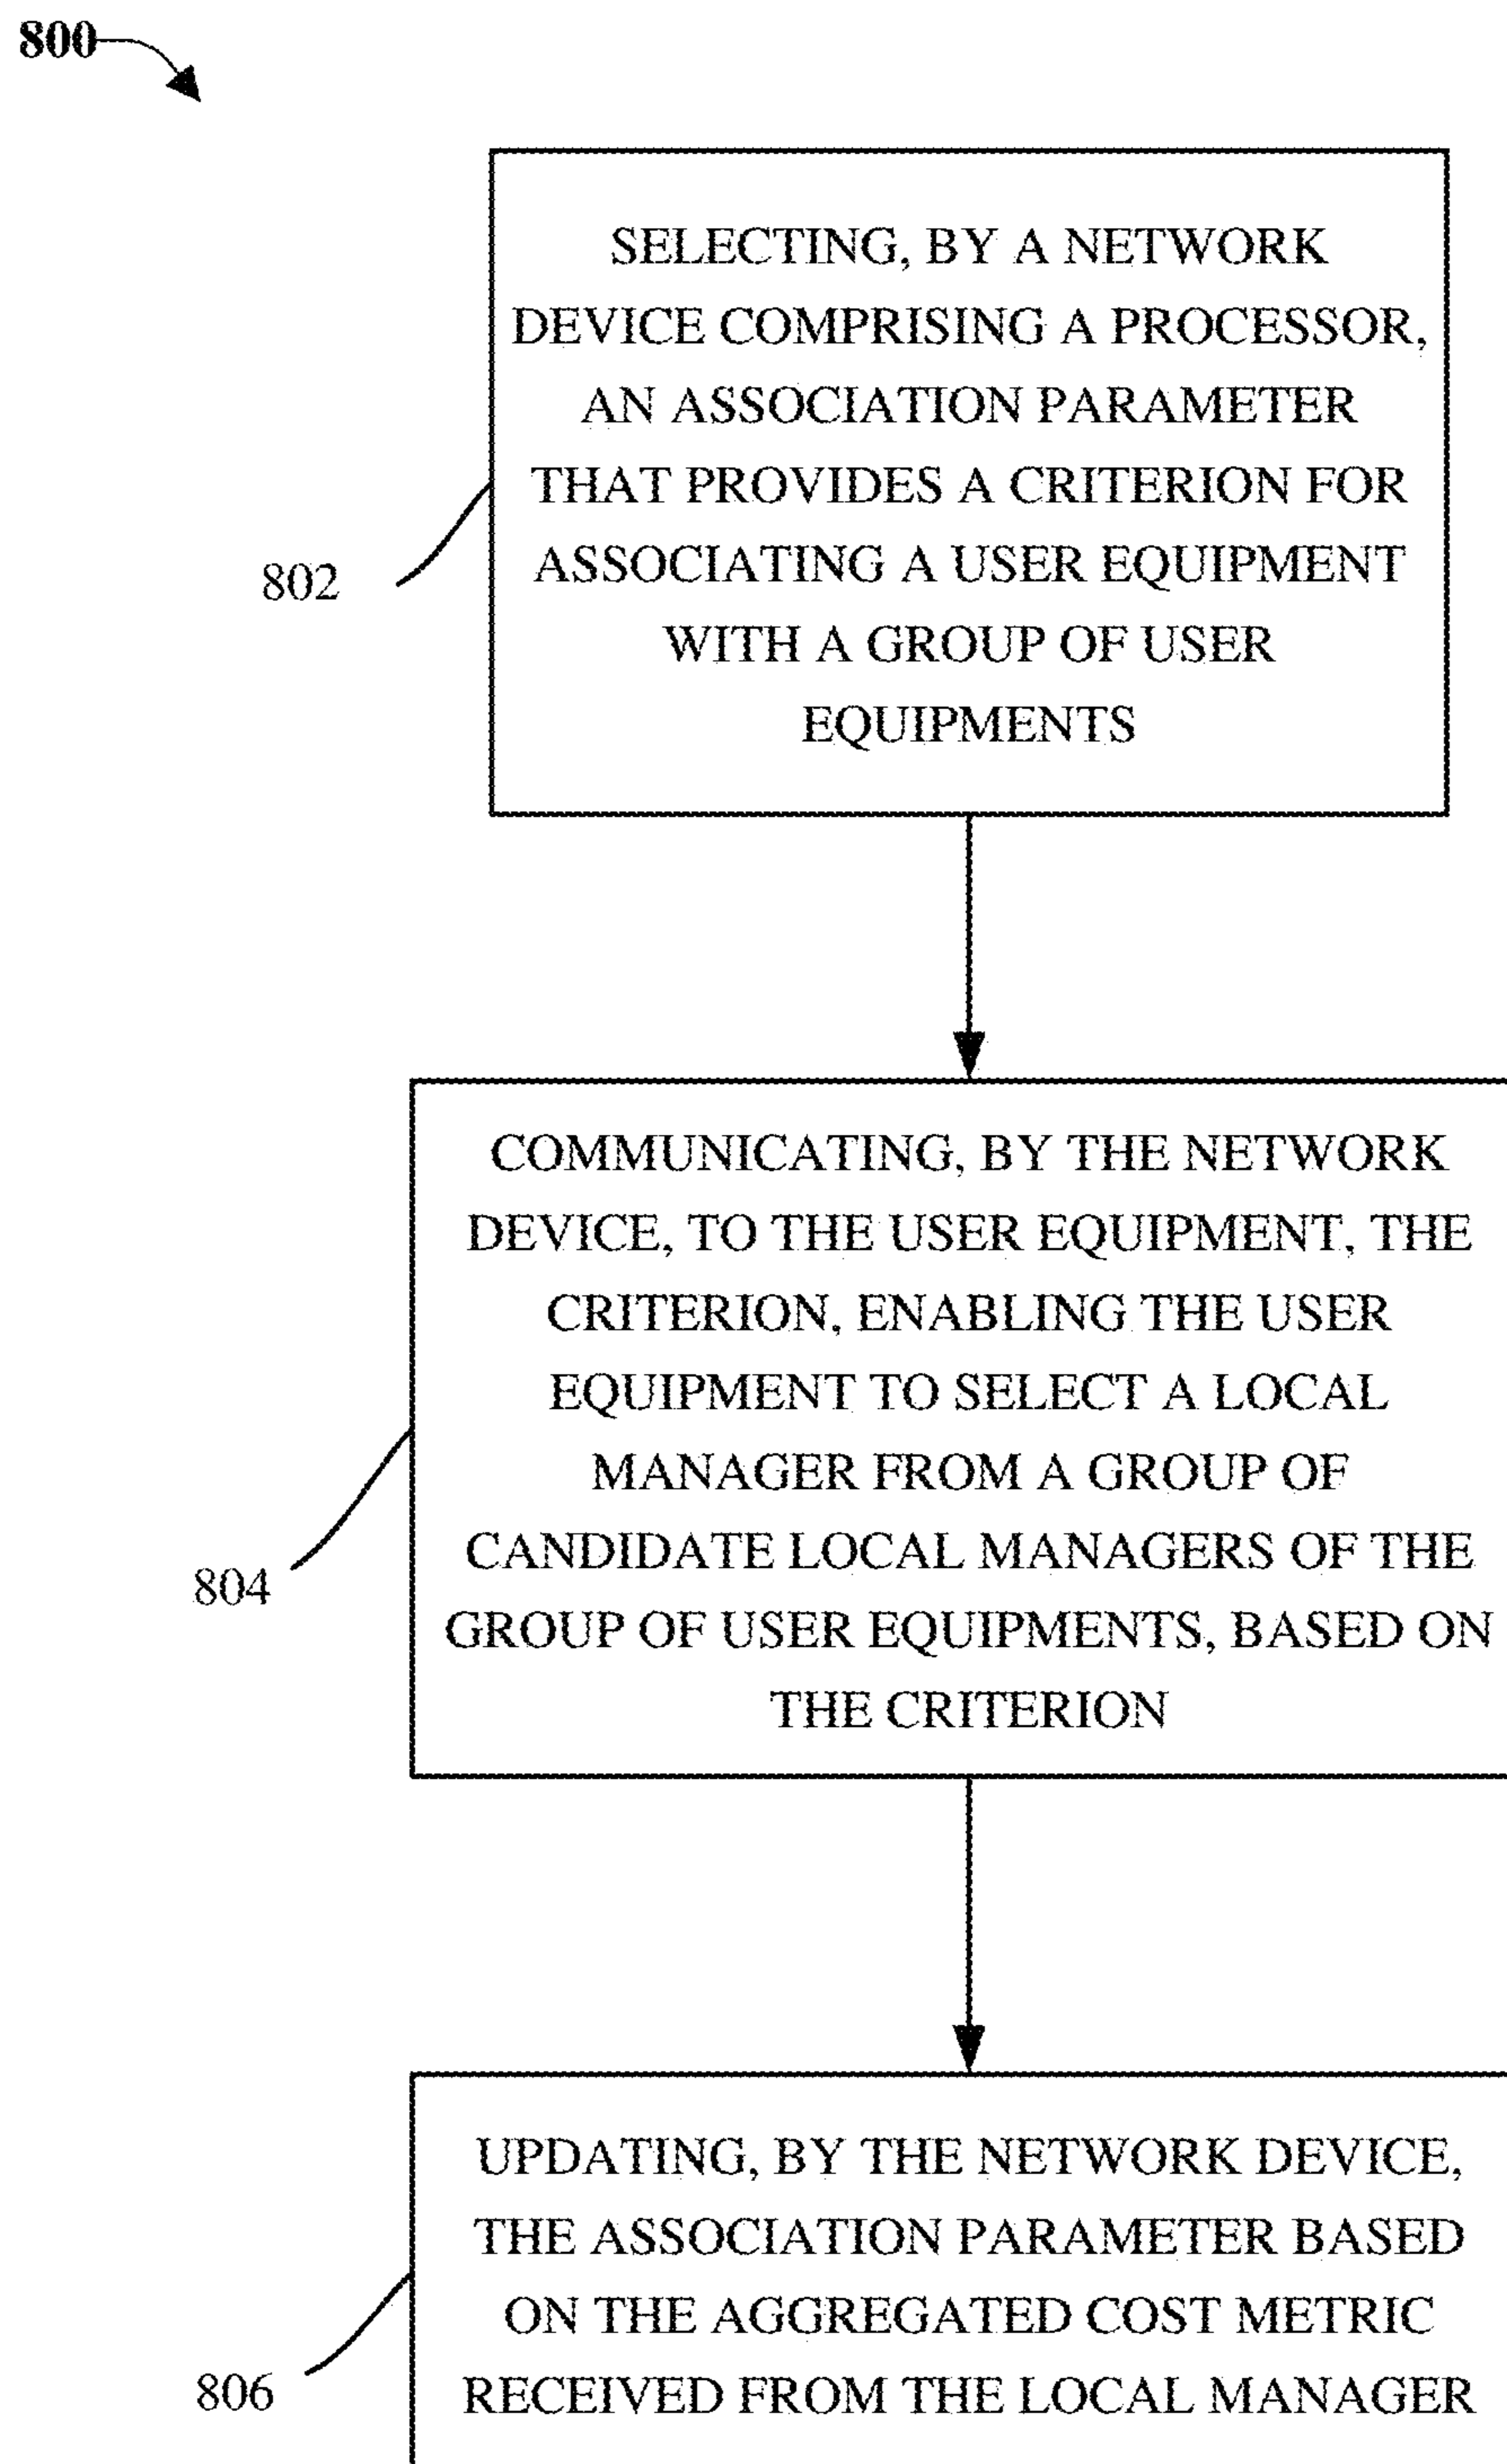 800
SELECTING, BY A NETWORK
DEVICE COMPRISING A PROCESSOR,
AN ASSOCIATION PARAMETER
THAT PROVIDES A CRITERION FOR
ASSOCIATING A USER EQUIPMENT
WITH A GROUP OF USER
EQUIPMENTS
802
COMMUNICATING, BY THE NETWORK
DEVICE, TO THE USER EQUIPMENT, THE
CRITERION, ENABLING THE USER
EQUIPMENT TO SELECT A LOCAL
MANAGER FROM A GROUP OF
CANDIDATE LOCAL MANAGERS OF THE
GROUP OF USER EQUIPMENTS, BASED ON
THE CRITERION
804
UPDATING, BY THE NETWORK DEVICE,
THE ASSOCIATION PARAMETER BASED
ON THE AGGREGATED COST METRIC
RECEIVED FROM THE LOCAL MANAGER
806